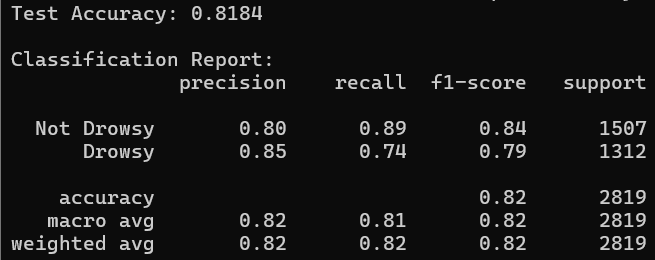 Test Accuracy: 0.8184
Classification Report:
precision recall f1-score support
Not Drowsy 0.80 0.89 0.84 1507
Drowsy 0.85 0.74 0.79 1312
accuracy 0.82 2819
macro avg 0.82 0.81 0.82 2819
weighted avg 0.82 0.82 0.82 2819